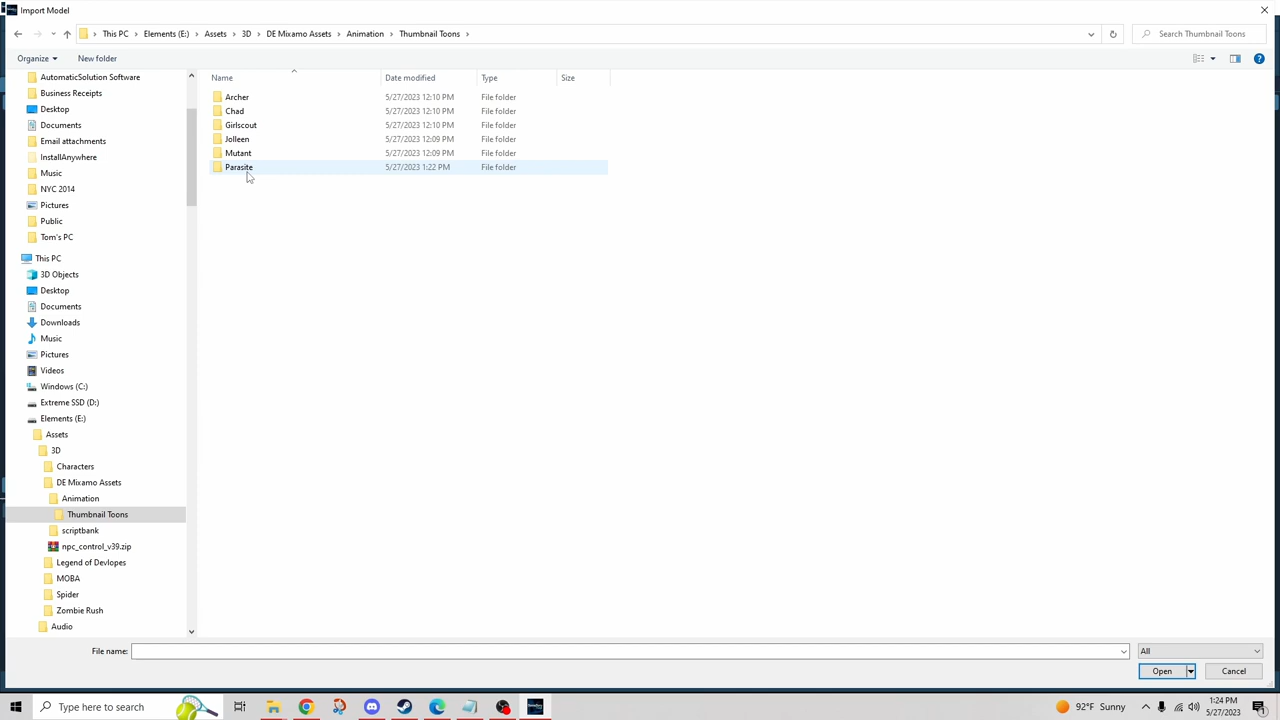 Import Model
This PC > Elements (E:) > Assets > 3D > DE Mixamo Assets > Animation > Thumbnail Toons >
Search Thumbnail Toons
Organize
New folder
Name
Date modified
Type
Size
Archer 5/27/2023 12:10 PM File folder
Chad 5/27/2023 12:10 PM File folder
Girlscout 5/27/2023 12:10 PM File folder
Jolleen 5/27/2023 12:09 PM File folder
Mutant 5/27/2023 12:09 PM File folder
Parasite 5/27/2023 1:22 PM File folder
AutomaticSolution Software
Business Receipts
Desktop
Documents
Email attachments
InstallAnywhere
Music
NYC 2014
Pictures
Public
Tom's PC
This PC
3D Objects
Desktop
Documents
Downloads
Music
Pictures
Videos
Windows (C:)
Extreme SSD (D:)
Elements (E:)
Assets
3D
Characters
DE Mixamo Assets
Animation
Thumbnail Toons
scriptbank
npc_control_v39.zip
Legend of Devlopes
MOBA
Spider
Zombie Rush
Audio
File name:
All
Open
Cancel
Type here to search
92°F Sunny
1:24 PM
5/27/2023